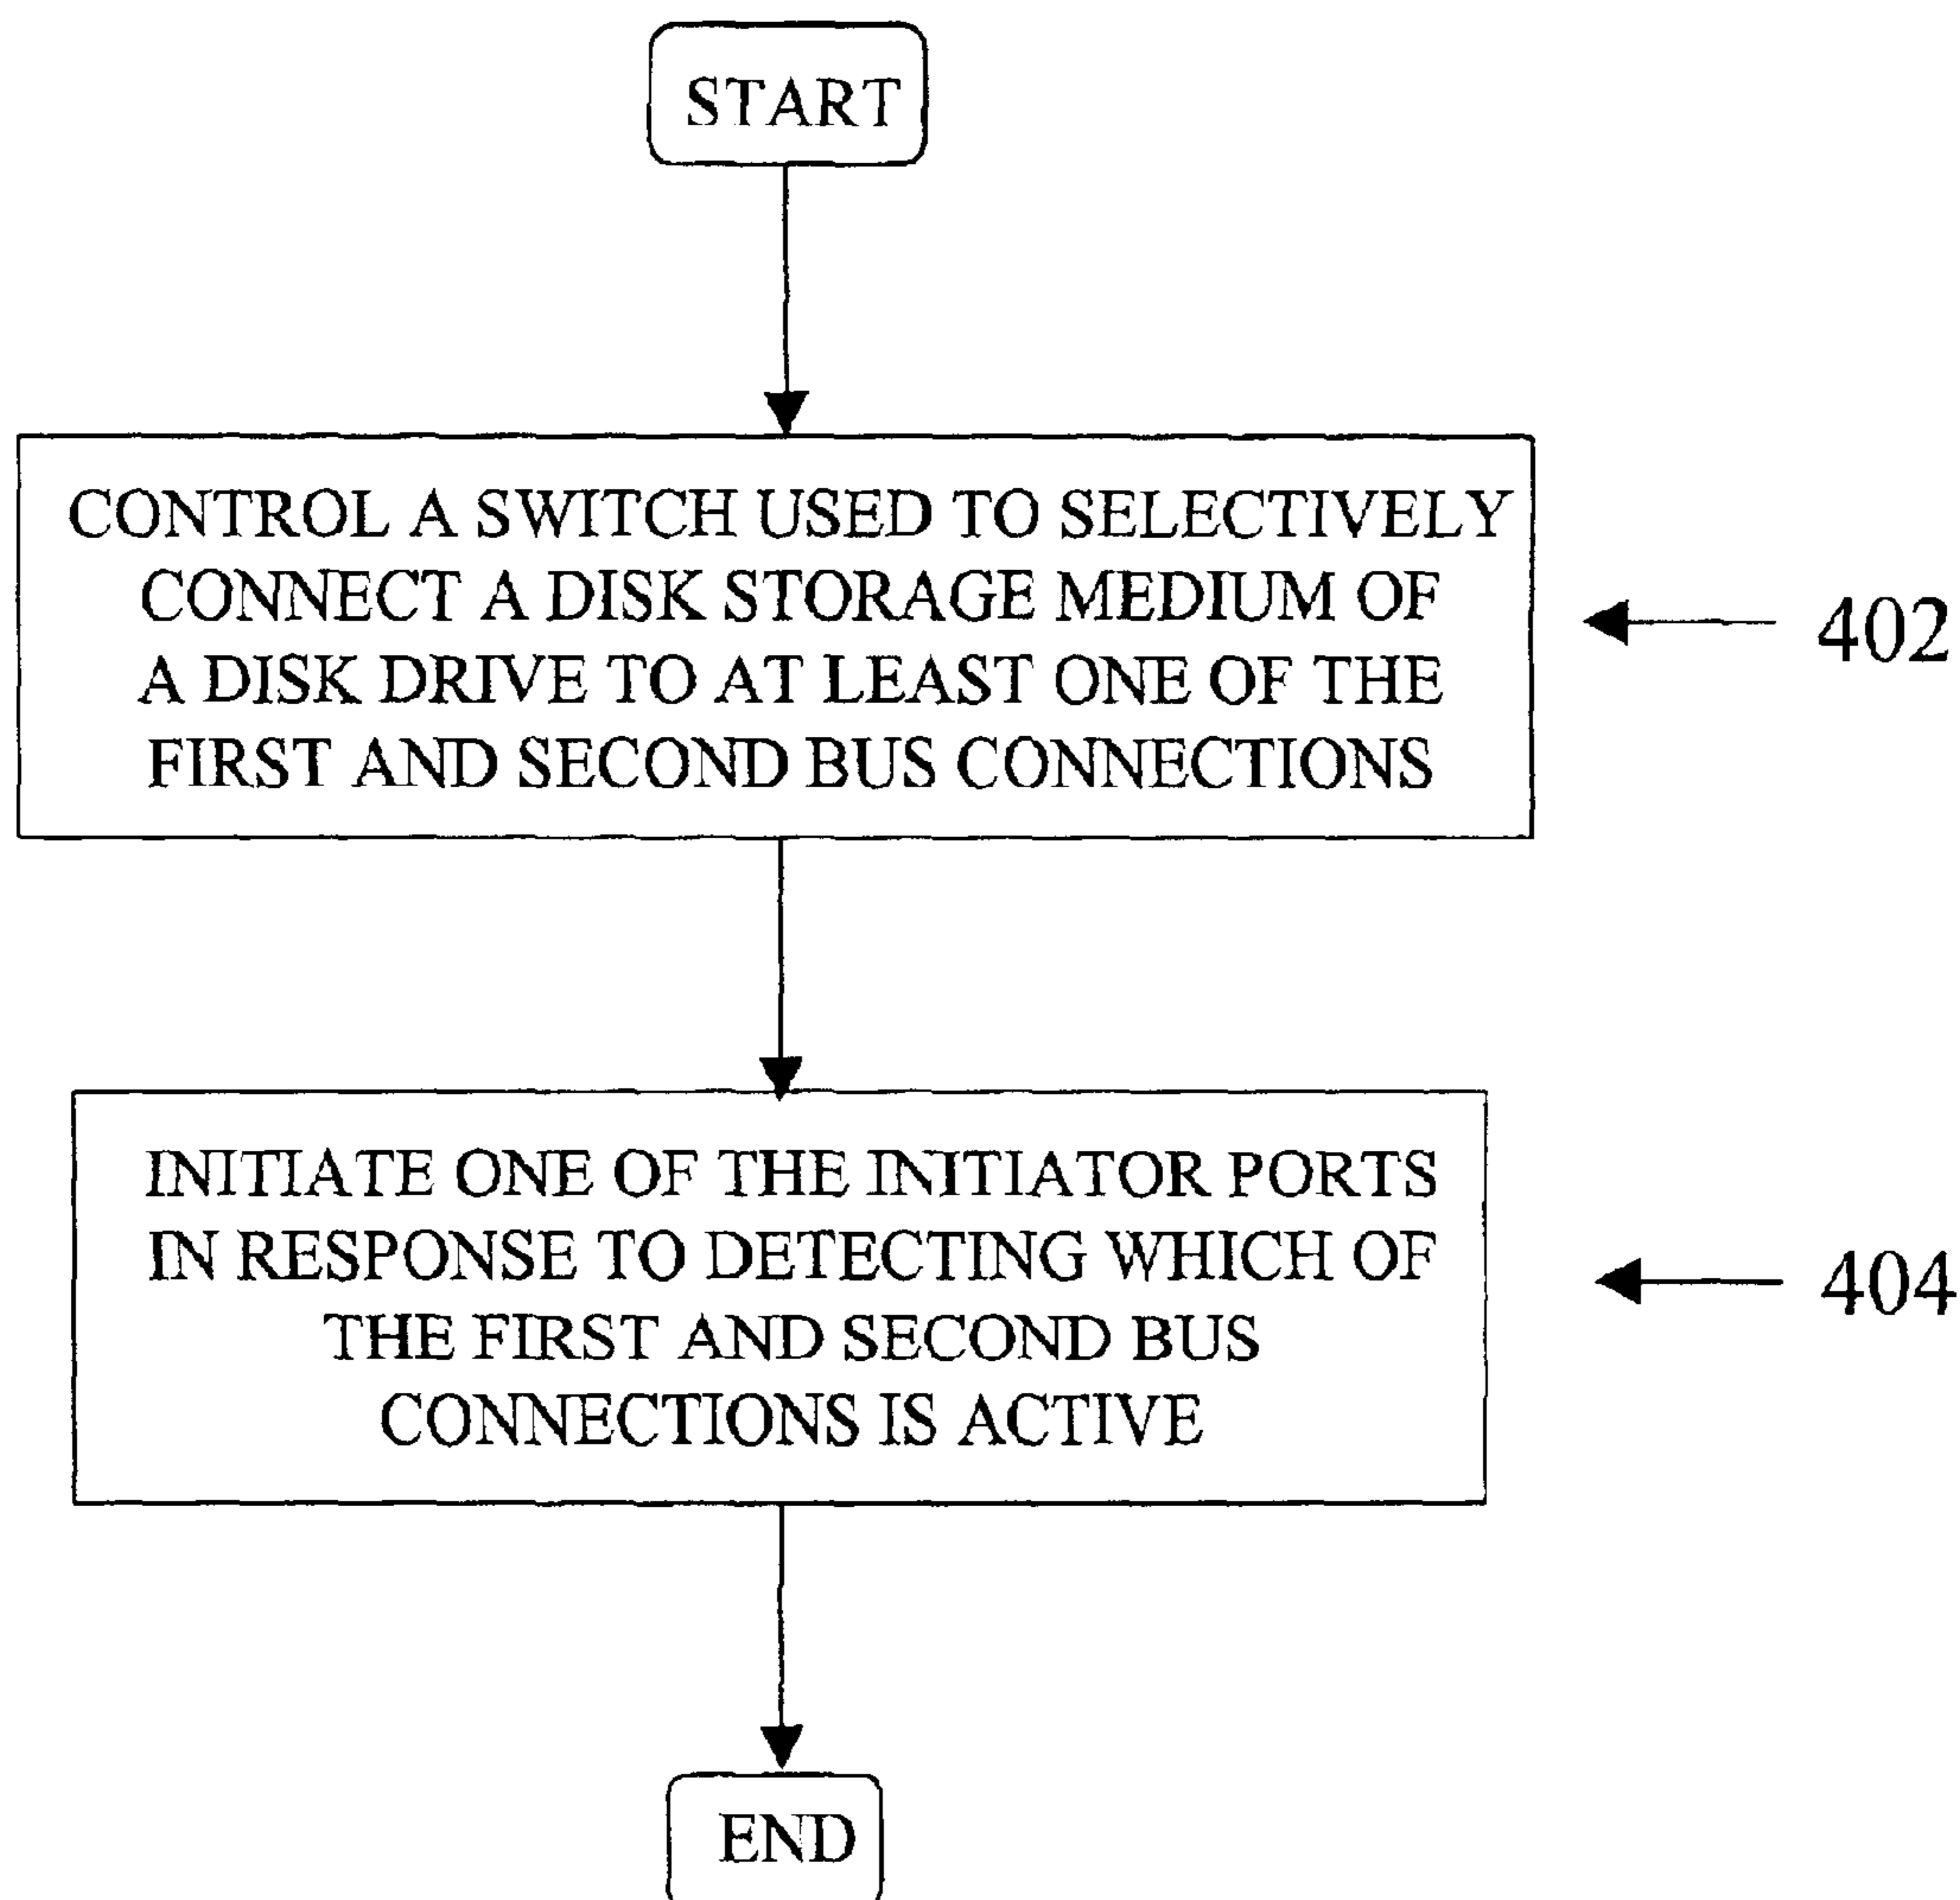 START
CONTROL A SWITCH USED TO SELECTIVELY
CONNECT A DISK STORAGE MEDIUM OF
A DISK DRIVE TO AT LEAST ONE OF THE
FIRST AND SECOND BUS CONNECTIONS
402
INITIATE ONE OF THE INITIATOR PORTS
IN RESPONSE TO DETECTING WHICH OF
THE FIRST AND SECOND BUS
CONNECTIONS IS ACTIVE
404
END